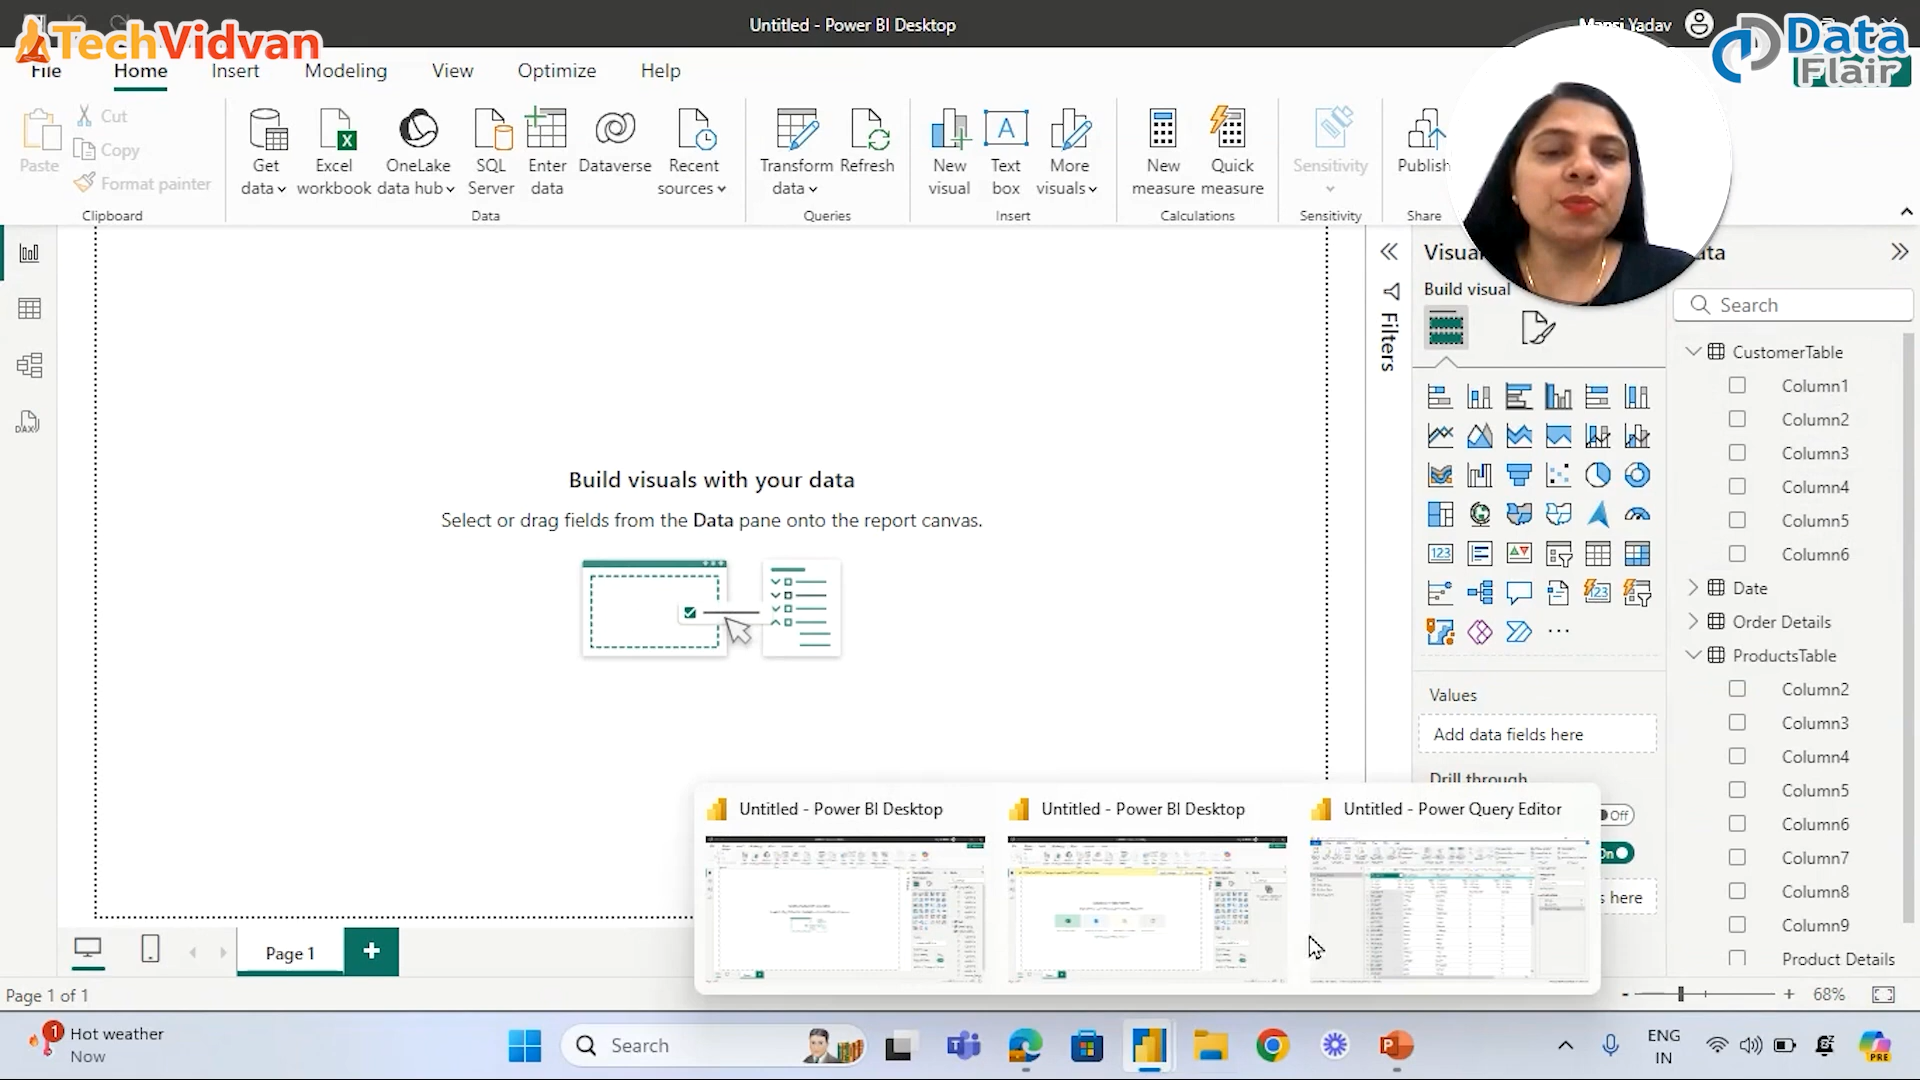 TechVidvan
Untitled - Power BI Desktop
Mansi Yadav
Data
Flair
File
Home
Insert
Modeling
View
Optimize
Help
Paste
Cut
Copy
Format painter
Clipboard
Get
data
Excel
workbook
OneLake
data hub
SQL
Server
Enter
data
Dataverse
Recent
sources
Data
Transform
data
Refresh
Queries
New
visual
Text
box
More
visuals
Insert
New
measure
Quick
measure
Calculations
Sensitivity
Sensitivity
Publish
Share
Build visuals with your data
Select or drag fields from the Data pane onto the report canvas.
Filters
Build visual
Values
Add data fields here
Drill through
Off
Search
CustomerTable
Column1
Column2
Column3
Column4
Column5
Column6
Date
Order Details
ProductsTable
Column2
Column3
Column4
Column5
Column6
Column7
Column8
Column9
Product Details
Untitled - Power BI Desktop
Untitled - Power BI Desktop
Untitled - Power Query Editor
here
Page 1
Page 1 of 1
68%
1
Hot weather
Now
Search
ENG
IN
PRE